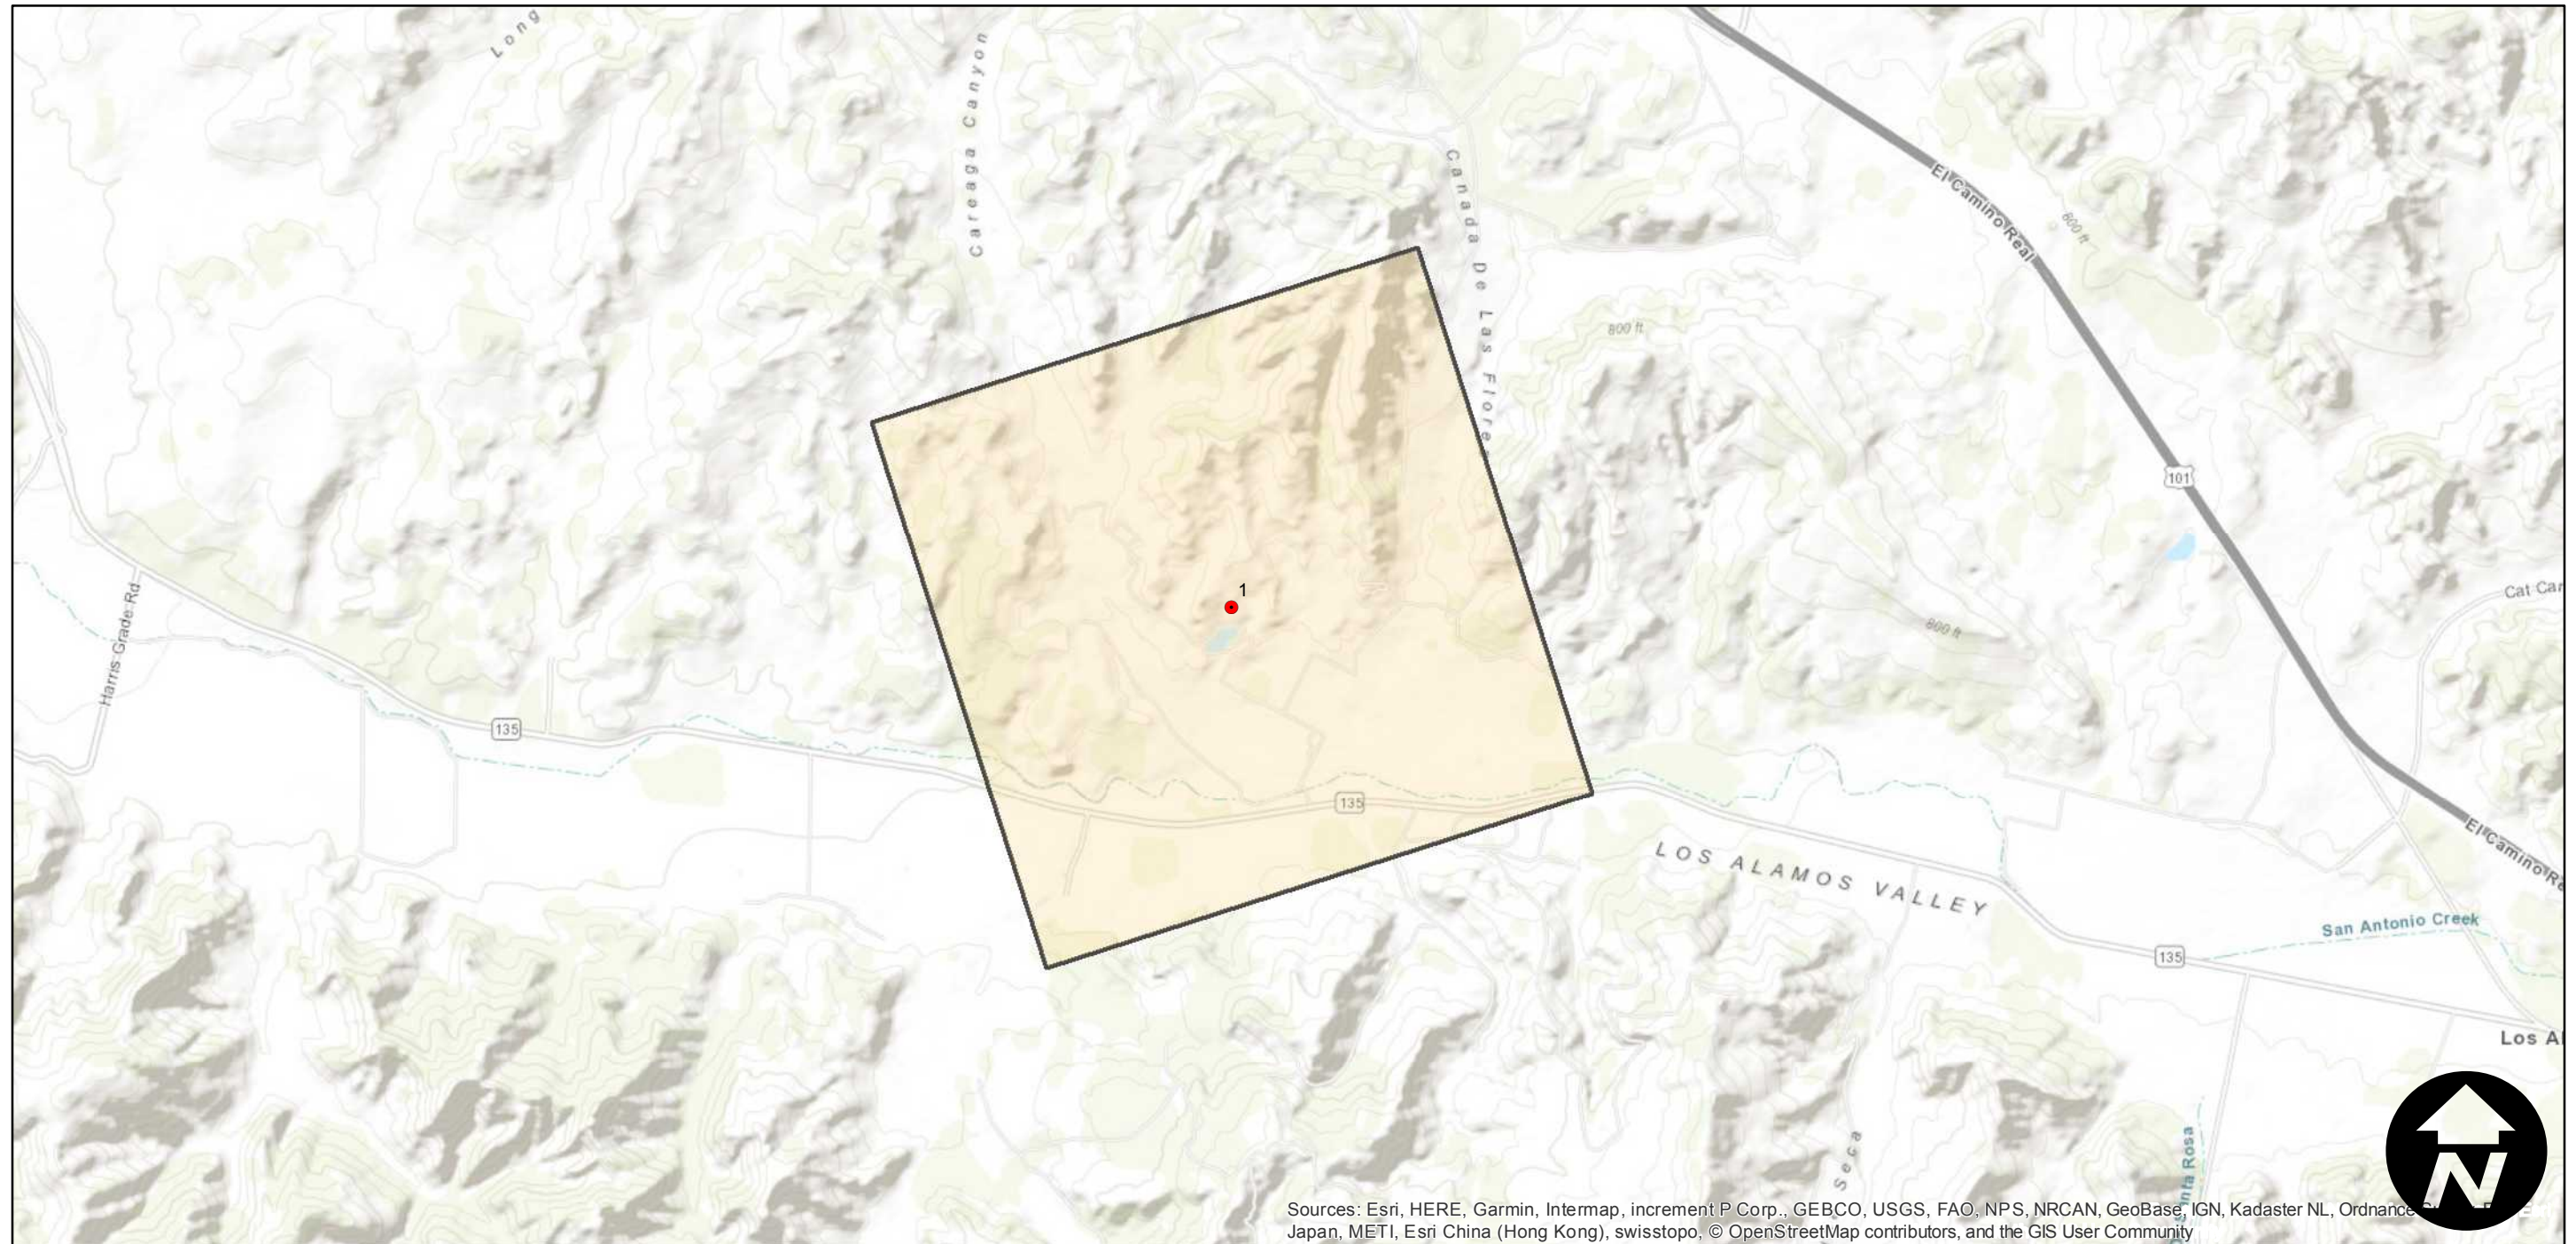 Long
Careaga Canyon
Canada De Las Flores
El Camino Real
800 ft
800 ft
101
1
Harris Grade Rd
Cat Can
800 ft
135
135
El Camino Re
LOS ALAMOS VALLEY
San Antonio Creek
135
Los Al
Seca
anta Rosa
N
Sources: Esri, HERE, Garmin, Intermap, increment P Corp., GEBCO, USGS, FAO, NPS, NRCAN, GeoBase, IGN, Kadaster NL, Ordnance
Japan, METI, Esri China (Hong Kong), swisstopo, © OpenStreetMap contributors, and the GIS User Community